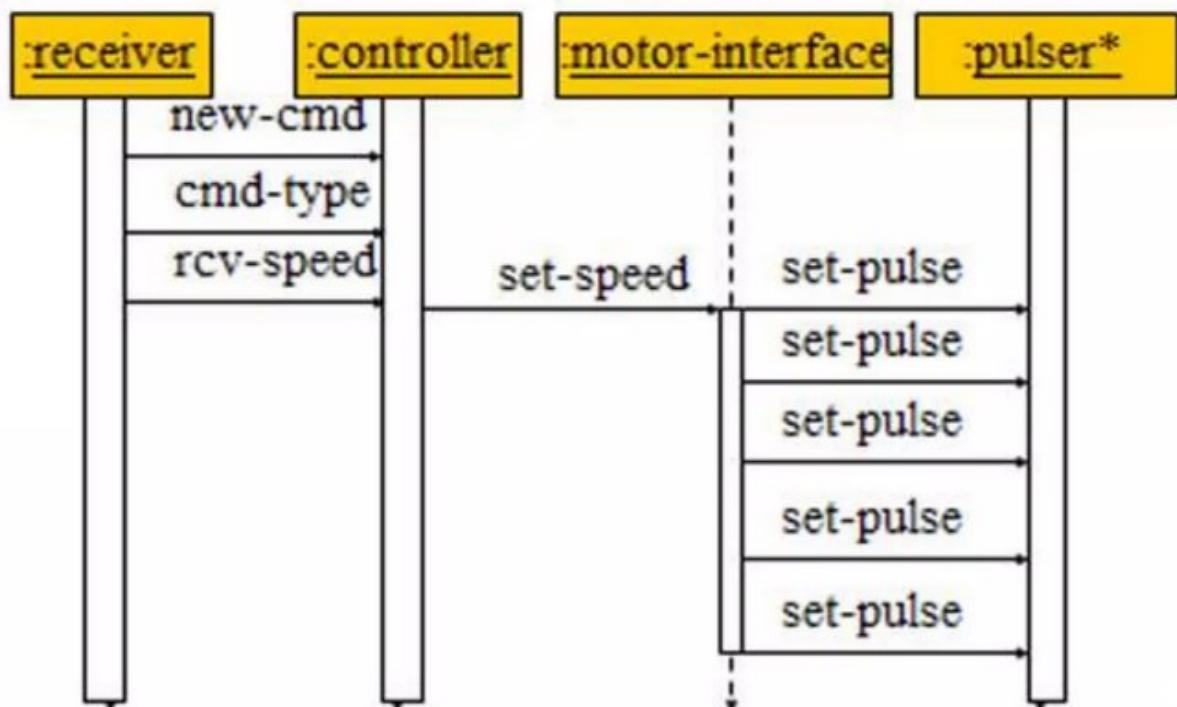 :receiver
:controller
:motor-interface
:pulser*
new-cmd
cmd-type
rcv-speed
set-speed
set-pulse
set-pulse
set-pulse
set-pulse
set-pulse